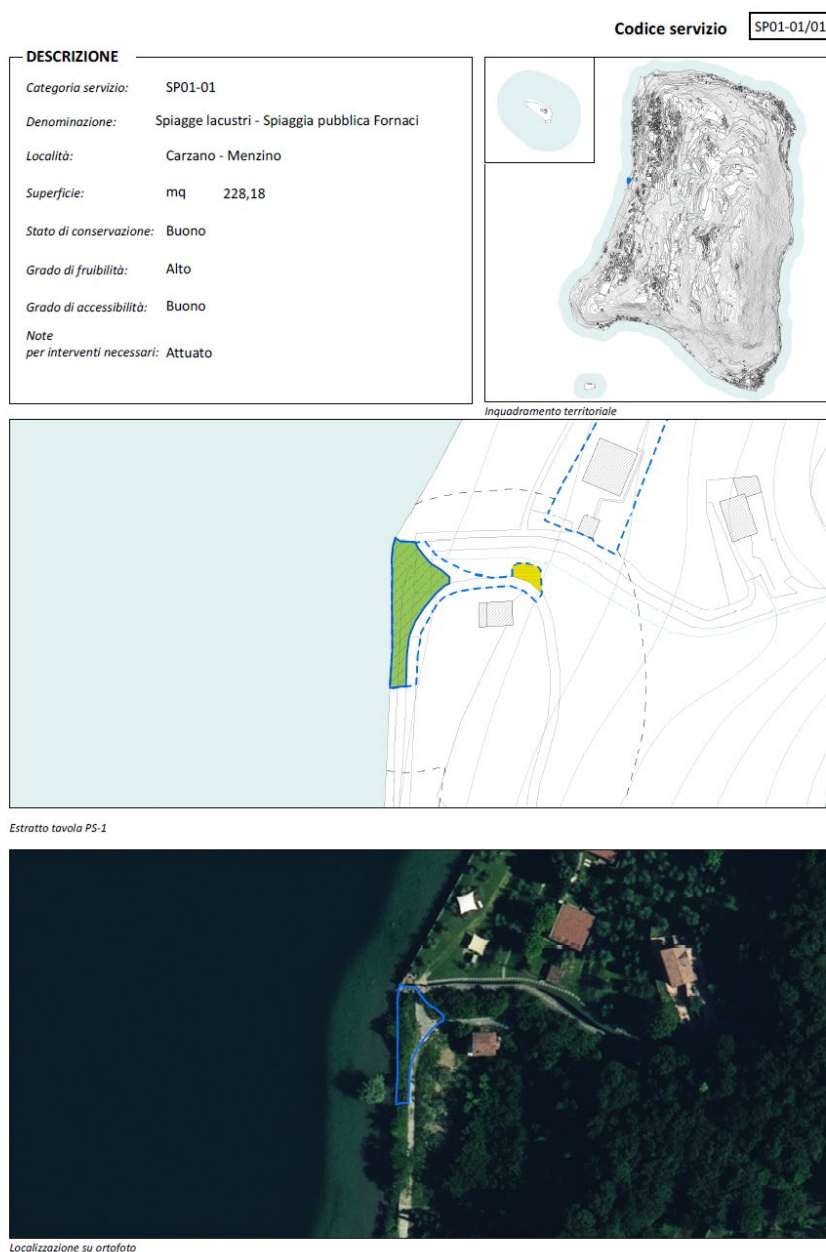 Codice servizio SP01-01/01
DESCRIZIONE
Categoria servizio: SP01-01
Denominazione: Spiagge lacustri - Spiaggia pubblica Fornaci
Località: Carzano - Menzino
Superficie: mq 228,18
Stato di conservazione: Buono
Grado di fruibilità: Alto
Grado di accessibilità: Buono
Note
per interventi necessari: Attuato
Inquadramento territoriale
Estratto tavola PS-1
Localizzazione su ortofoto